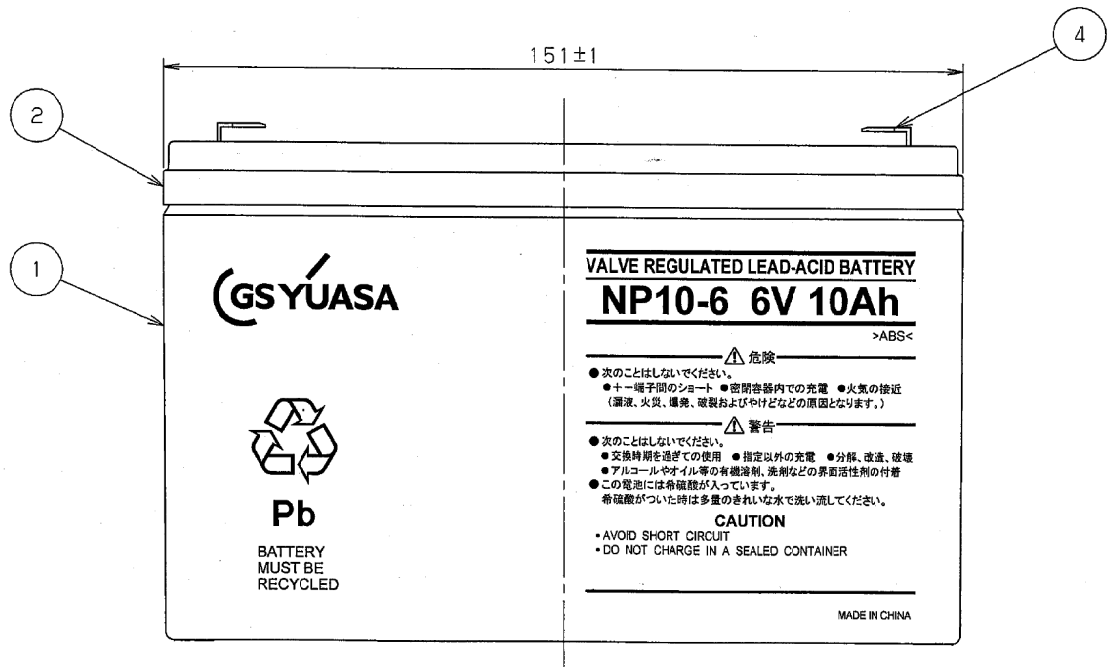 151±1
4
2
1
GS YUASA
Pb
BATTERY
MUST BE
RECYCLED
VALVE REGULATED LEAD-ACID BATTERY
NP10-6 6V 10Ah
>ABS<
⚠ 危険
●次のことはしないでください。
●+-端子間のショート ●密閉容器内での充電 ●火気の接近
(漏液、火災、爆発、破裂およびやけどなどの原因となります。)
⚠ 警告
●次のことはしないでください。
●交換時期を過ぎての使用 ●指定以外の充電 ●分解、改造、破壊
●アルコールやオイル等の有機溶剤、洗剤などの界面活性剤の付着
●この電池には希硫酸が入っています。
希硫酸がついた時は多量のきれいな水で洗い流してください。
CAUTION
・AVOID SHORT CIRCUIT
・DO NOT CHARGE IN A SEALED CONTAINER
MADE IN CHINA